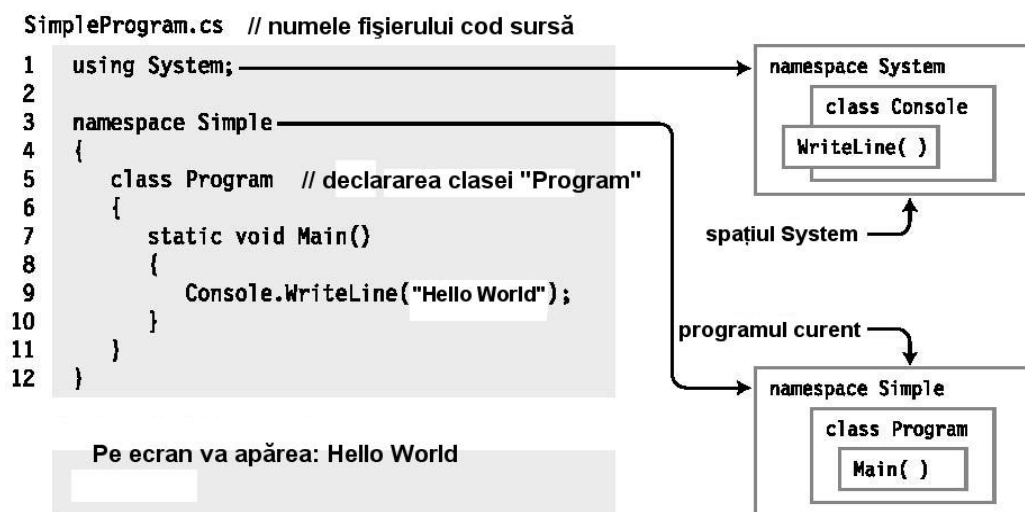 SimpleProgram.cs // numele fişierului cod sursă
1 using System;
2
3 namespace Simple
4 {
5 class Program // declararea clasei "Program"
6 {
7 static void Main()
8 {
9 Console.WriteLine("Hello World");
10 }
11 }
12 }
Pe ecran va apărea: Hello World
namespace System
class Console
WriteLine( )
spațiul System
programul curent
namespace Simple
class Program
Main( )